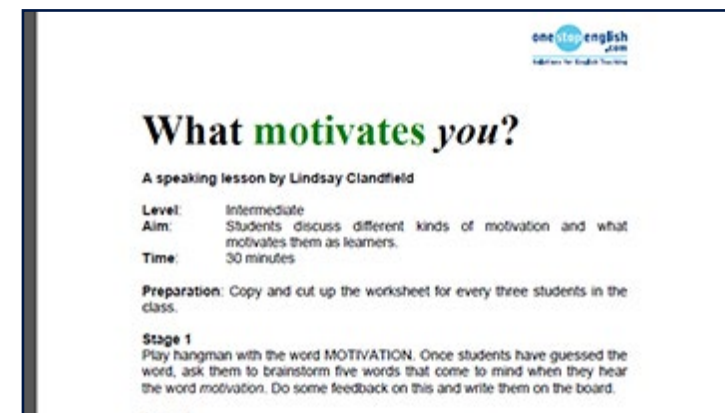 onestopenglish
.com
Solutions for English Teaching
What motivates you?
A speaking lesson by Lindsay Clandfield
Level: Intermediate
Aim: Students discuss different kinds of motivation and what
motivates them as learners.
Time: 30 minutes
Preparation: Copy and cut up the worksheet for every three students in the
class.
Stage 1
Play hangman with the word MOTIVATION. Once students have guessed the
word, ask them to brainstorm five words that come to mind when they hear
the word motivation. Do some feedback on this and write them on the board.